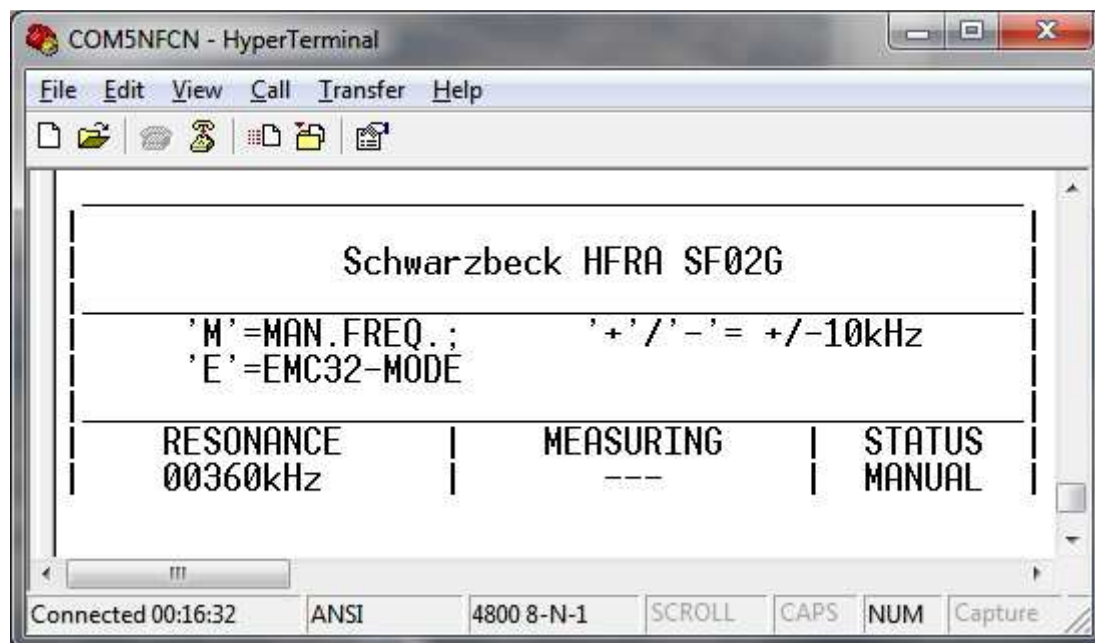 COM5NFCN - HyperTerminal
File Edit View Call Transfer Help
Schwarzbeck HFRA SF02G
'M'=MAN.FREQ.; '+'/'-'= +/-10kHz
'E'=EMC32-MODE
RESONANCE | MEASURING | STATUS
00360kHz | --- | MANUAL
Connected 00:16:32 ANSI 4800 8-N-1 SCROLL CAPS NUM Capture